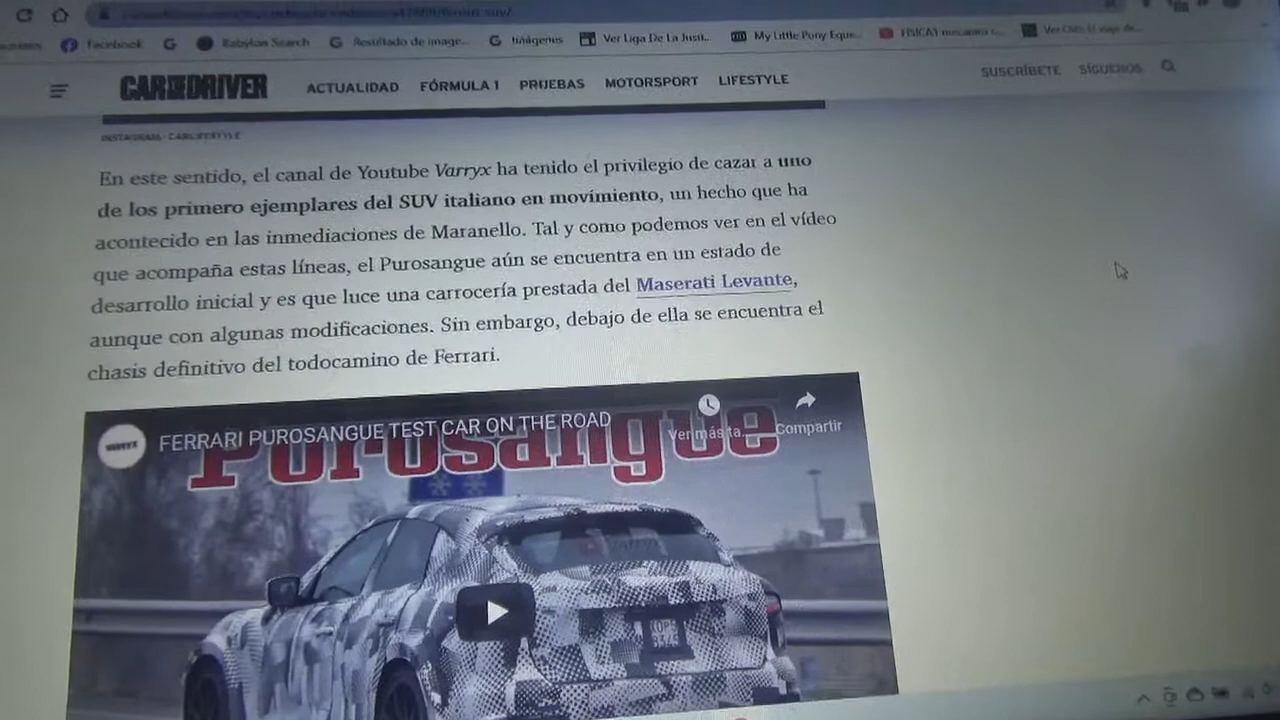 Facebook
Babylon Search
Resultado de image...
Imágenes
Ver Liga De La Justi...
My Little Pony Eque...
CAR AND DRIVER
ACTUALIDAD FÓRMULA 1 PRUEBAS MOTORSPORT LIFESTYLE
SUSCRÍBETE SÍGUENOS
INSTAGRAM - CARLIFESTYLE
En este sentido, el canal de Youtube Varryx ha tenido el privilegio de cazar a uno
de los primero ejemplares del SUV italiano en movimiento, un hecho que ha
acontecido en las inmediaciones de Maranello. Tal y como podemos ver en el vídeo
que acompaña estas líneas, el Purosangue aún se encuentra en un estado de
desarrollo inicial y es que luce una carrocería prestada del Maserati Levante,
aunque con algunas modificaciones. Sin embargo, debajo de ella se encuentra el
chasis definitivo del todocamino de Ferrari.
VARRYX
FERRARI PUROSANGUE TEST CAR ON THE ROAD
Ver más ta... Compartir
Purosangue